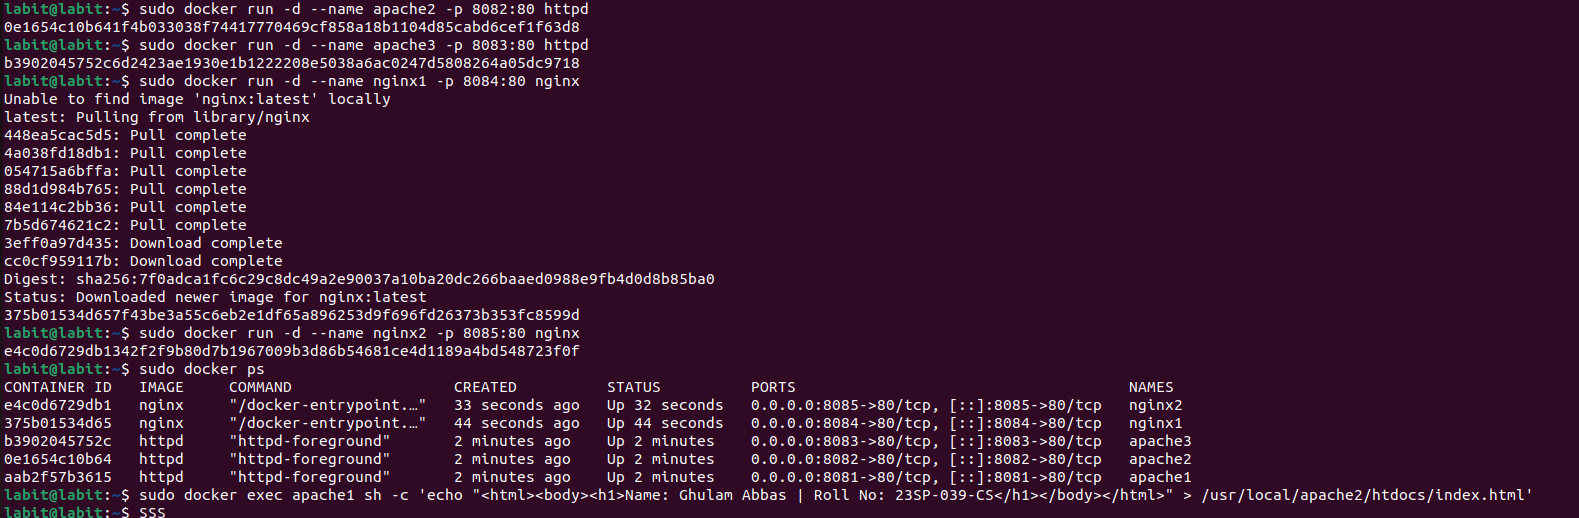 labit@labit:~$ sudo docker run -d --name apache2 -p 8082:80 httpd
0e1654c10b641f4b033038f74417770469cf858a18b1104d85cabd6cef1f63d8
labit@labit:~$ sudo docker run -d --name apache3 -p 8083:80 httpd
b3902045752c6d2423ae1930e1b1222208e5038a6ac0247d5808264a05dc9718
labit@labit:~$ sudo docker run -d --name nginx1 -p 8084:80 nginx
Unable to find image 'nginx:latest' locally
latest: Pulling from library/nginx
448ea5cac5d5: Pull complete
4a038fd18db1: Pull complete
054715a6bffa: Pull complete
88d1d984b765: Pull complete
84e114c2bb36: Pull complete
7b5d674621c2: Pull complete
3eff0a97d435: Download complete
cc0cf959117b: Download complete
Digest: sha256:7f0adca1fc6c29c8dc49a2e90037a10ba20dc266baaed0988e9fb4d0d8b85ba0
Status: Downloaded newer image for nginx:latest
375b01534d657f43be3a55c6eb2e1df65a896253d9f696fd26373b353fc8599d
labit@labit:~$ sudo docker run -d --name nginx2 -p 8085:80 nginx
e4c0d6729db1342f2f9b80d7b1967009b3d86b54681ce4d1189a4bd548723f0f
labit@labit:~$ sudo docker ps
CONTAINER ID   IMAGE     COMMAND                  CREATED          STATUS          PORTS                                     NAMES
e4c0d6729db1   nginx     "/docker-entrypoint.…"   33 seconds ago   Up 32 seconds   0.0.0.0:8085->80/tcp, [::]:8085->80/tcp   nginx2
375b01534d65   nginx     "/docker-entrypoint.…"   44 seconds ago   Up 44 seconds   0.0.0.0:8084->80/tcp, [::]:8084->80/tcp   nginx1
b3902045752c   httpd     "httpd-foreground"       2 minutes ago    Up 2 minutes    0.0.0.0:8083->80/tcp, [::]:8083->80/tcp   apache3
0e1654c10b64   httpd     "httpd-foreground"       2 minutes ago    Up 2 minutes    0.0.0.0:8082->80/tcp, [::]:8082->80/tcp   apache2
aab2f57b3615   httpd     "httpd-foreground"       2 minutes ago    Up 2 minutes    0.0.0.0:8081->80/tcp, [::]:8081->80/tcp   apache1
labit@labit:~$ sudo docker exec apache1 sh -c 'echo "<html><body><h1>Name: Ghulam Abbas | Roll No: 23SP-039-CS</h1></body></html>" > /usr/local/apache2/htdocs/index.html'
labit@labit:~$ SSS